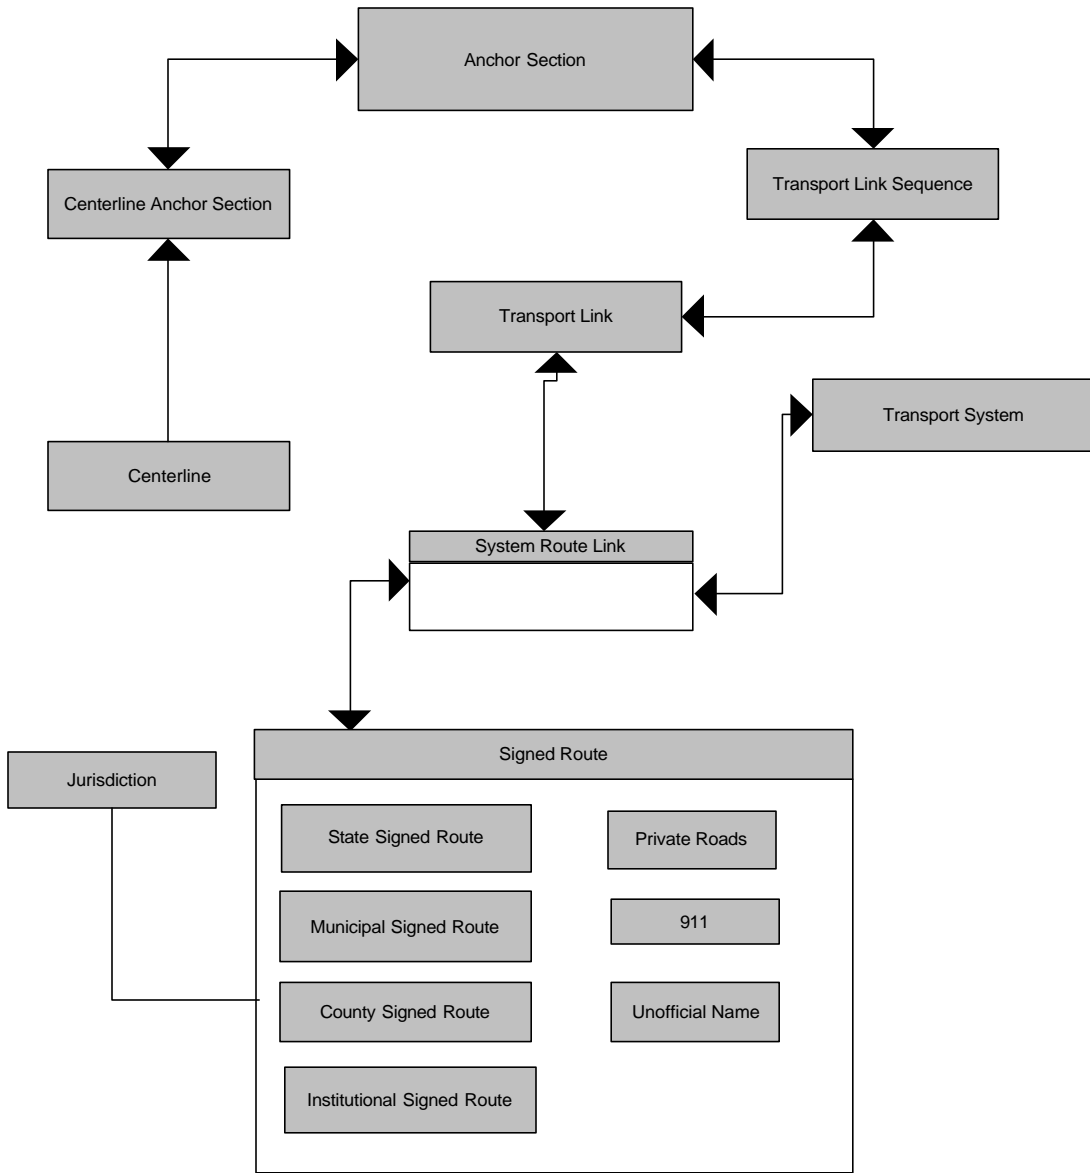 Anchor Section
Centerline Anchor Section
Transport Link Sequence
Transport Link
Transport System
Centerline
System Route Link
Signed Route
Jurisdiction
State Signed Route
Private Roads
Municipal Signed Route
911
County Signed Route
Unofficial Name
Institutional Signed Route